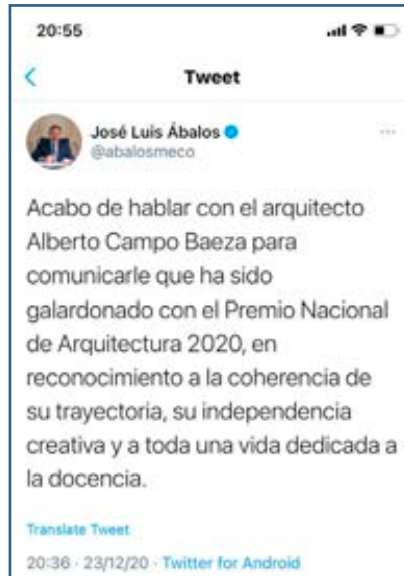 20:55
Tweet
José Luis Ábalos
@abalosmeco
Acabo de hablar con el arquitecto
Alberto Campo Baeza para
comunicarle que ha sido
galardonado con el Premio Nacional
de Arquitectura 2020, en
reconocimiento a la coherencia de
su trayectoria, su independencia
creativa y a toda una vida dedicada a
la docencia.
Translate Tweet
20:36 · 23/12/20 · Twitter for Android